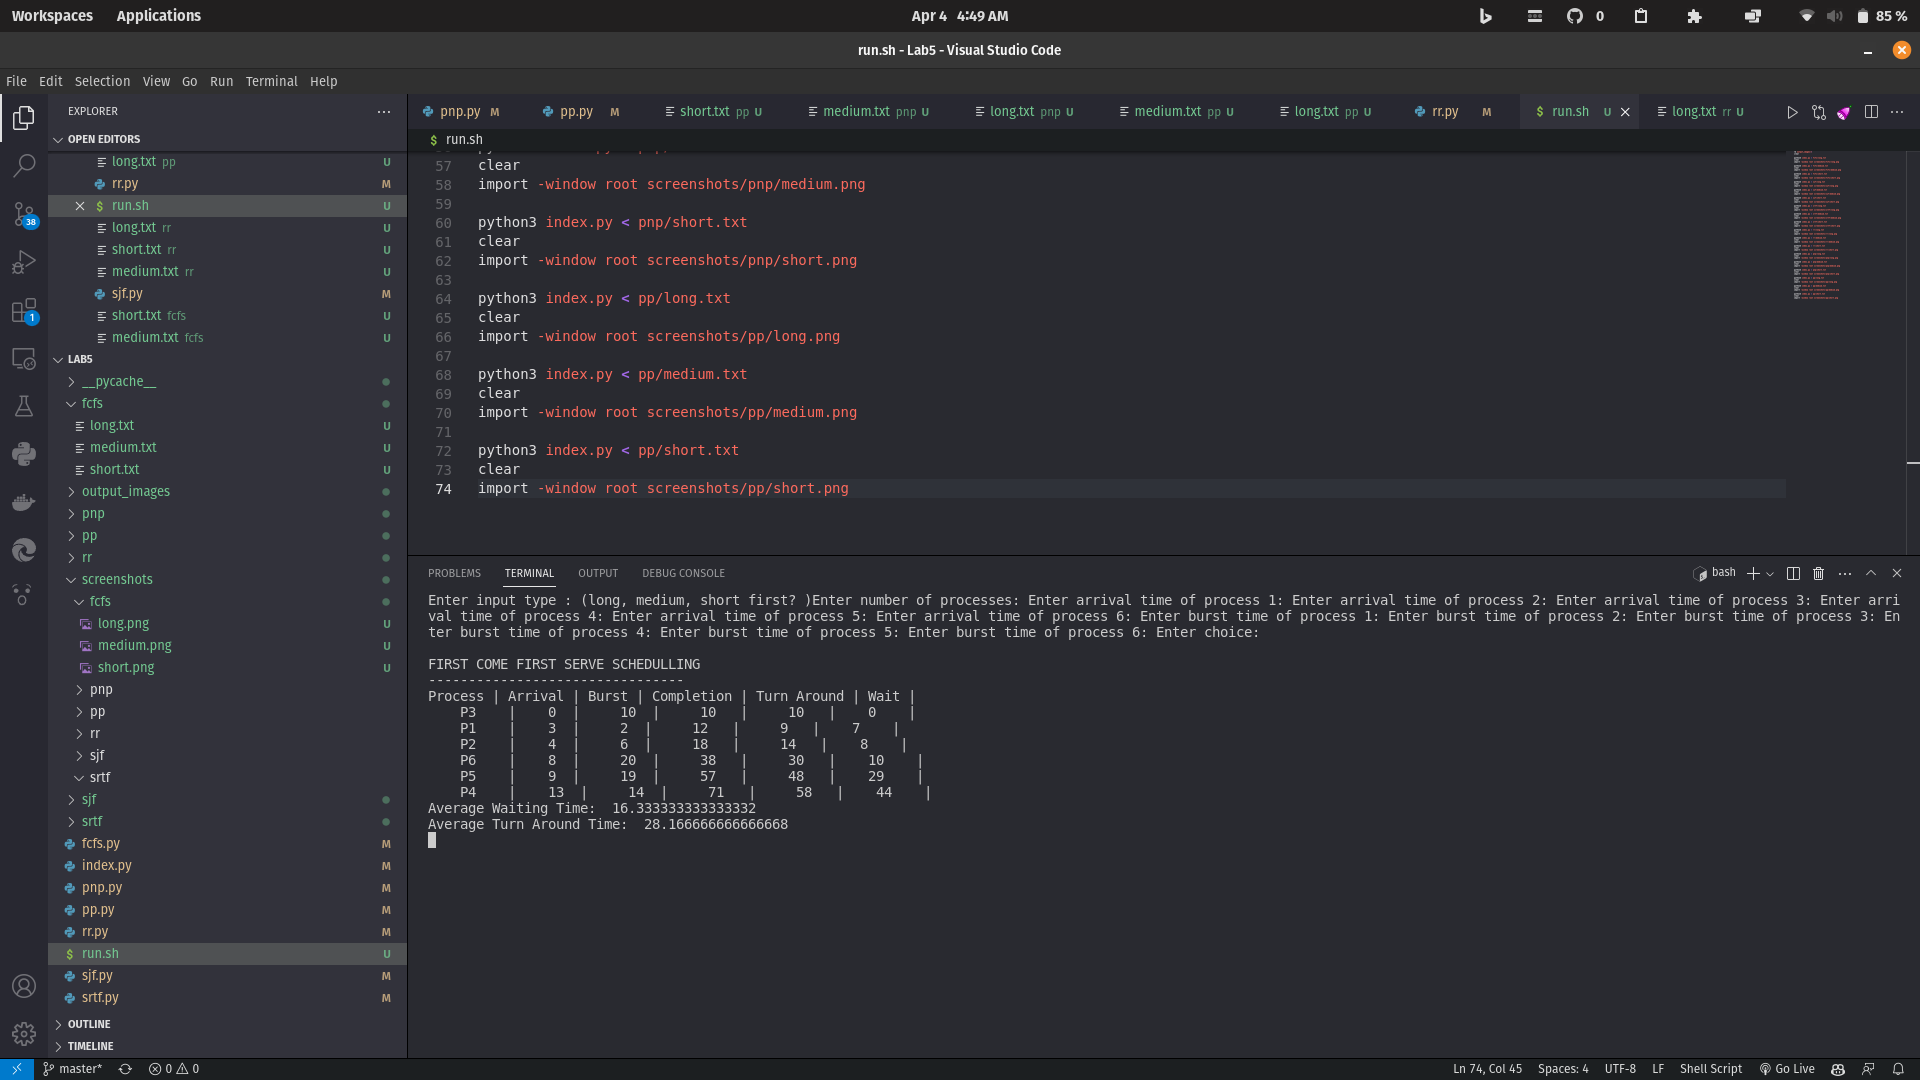 Workspaces Applications Apr 4 4:49 AM 0 85 %
run.sh - Lab5 - Visual Studio Code
File Edit Selection View Go Run Terminal Help
EXPLORER
OPEN EDITORS
long.txt pp U
rr.py M
run.sh U
long.txt rr U
short.txt rr U
medium.txt rr U
sjf.py M
short.txt fcfs U
medium.txt fcfs U
LAB5
__pycache__
fcfs
long.txt U
medium.txt U
short.txt U
output_images
pnp
pp
rr
screenshots
fcfs
long.png U
medium.png U
short.png U
pnp
pp
rr
sjf
srtf
sjf
srtf
fcfs.py M
index.py M
pnp.py M
pp.py M
rr.py M
run.sh U
sjf.py M
srtf.py M
OUTLINE
TIMELINE
38
1
pnp.py M pp.py M short.txt pp U medium.txt pnp U long.txt pnp U medium.txt pp U long.txt pp U rr.py M $ run.sh U long.txt rr U
$ run.sh
57 clear
58 import -window root screenshots/pnp/medium.png
59
60 python3 index.py < pnp/short.txt
61 clear
62 import -window root screenshots/pnp/short.png
63
64 python3 index.py < pp/long.txt
65 clear
66 import -window root screenshots/pp/long.png
67
68 python3 index.py < pp/medium.txt
69 clear
70 import -window root screenshots/pp/medium.png
71
72 python3 index.py < pp/short.txt
73 clear
74 import -window root screenshots/pp/short.png
PROBLEMS TERMINAL OUTPUT DEBUG CONSOLE bash
Enter input type : (long, medium, short first? )Enter number of processes: Enter arrival time of process 1: Enter arrival time of process 2: Enter arrival time of process 3: Enter arri
val time of process 4: Enter arrival time of process 5: Enter arrival time of process 6: Enter burst time of process 1: Enter burst time of process 2: Enter burst time of process 3: En
ter burst time of process 4: Enter burst time of process 5: Enter burst time of process 6: Enter choice:
FIRST COME FIRST SERVE SCHEDULLING
--------------------------------
Process | Arrival | Burst | Completion | Turn Around | Wait |
P3 | 0 | 10 | 10 | 10 | 0 |
P1 | 3 | 2 | 12 | 9 | 7 |
P2 | 4 | 6 | 18 | 14 | 8 |
P6 | 8 | 20 | 38 | 30 | 10 |
P5 | 9 | 19 | 57 | 48 | 29 |
P4 | 13 | 14 | 71 | 58 | 44 |
Average Waiting Time: 16.333333333333332
Average Turn Around Time: 28.166666666666668
master* 0 0 Ln 74, Col 45 Spaces: 4 UTF-8 LF Shell Script Go Live